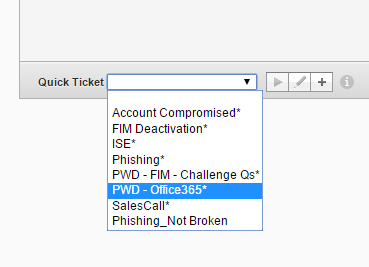 Quick Ticket
Account Compromised*
FIM Deactivation*
ISE*
Phishing*
PWD - FIM - Challenge Qs*
PWD - Office365*
SalesCall*
Phishing_Not Broken